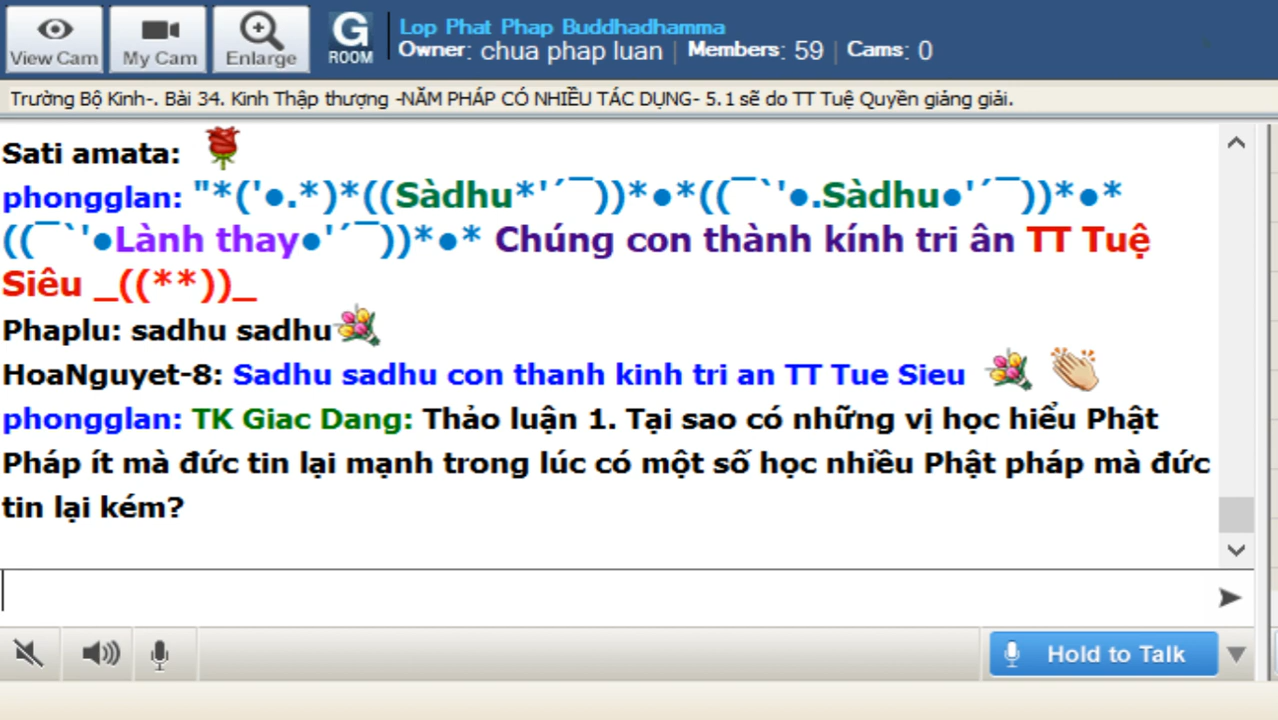 View Cam
My Cam
Enlarge
G
ROOM
Lop Phat Phap Buddhadhamma
Owner: chua phap luan | Members: 59 | Cams: 0
Trường Bộ Kinh-. Bài 34. Kinh Thập thượng -NĂM PHÁP CÓ NHIỀU TÁC DỤNG- 5.1 sẽ do TT Tuệ Quyền giảng giải.
Sati amata:
phongglan: "*('●.*)*((Sàdhu*'´¯))*●*((¯`'●.Sàdhu●'´¯))*●*
((¯`'●Lành thay●'´¯))*●* Chúng con thành kính tri ân TT Tuệ
Siêu _((**))_
Phaplu: sadhu sadhu
HoaNguyet-8: Sadhu sadhu con thanh kinh tri an TT Tue Sieu
phongglan: TK Giac Dang: Thảo luận 1. Tại sao có những vị học hiểu Phật
Pháp ít mà đức tin lại mạnh trong lúc có một số học nhiều Phật pháp mà đức
tin lại kém?
Hold to Talk